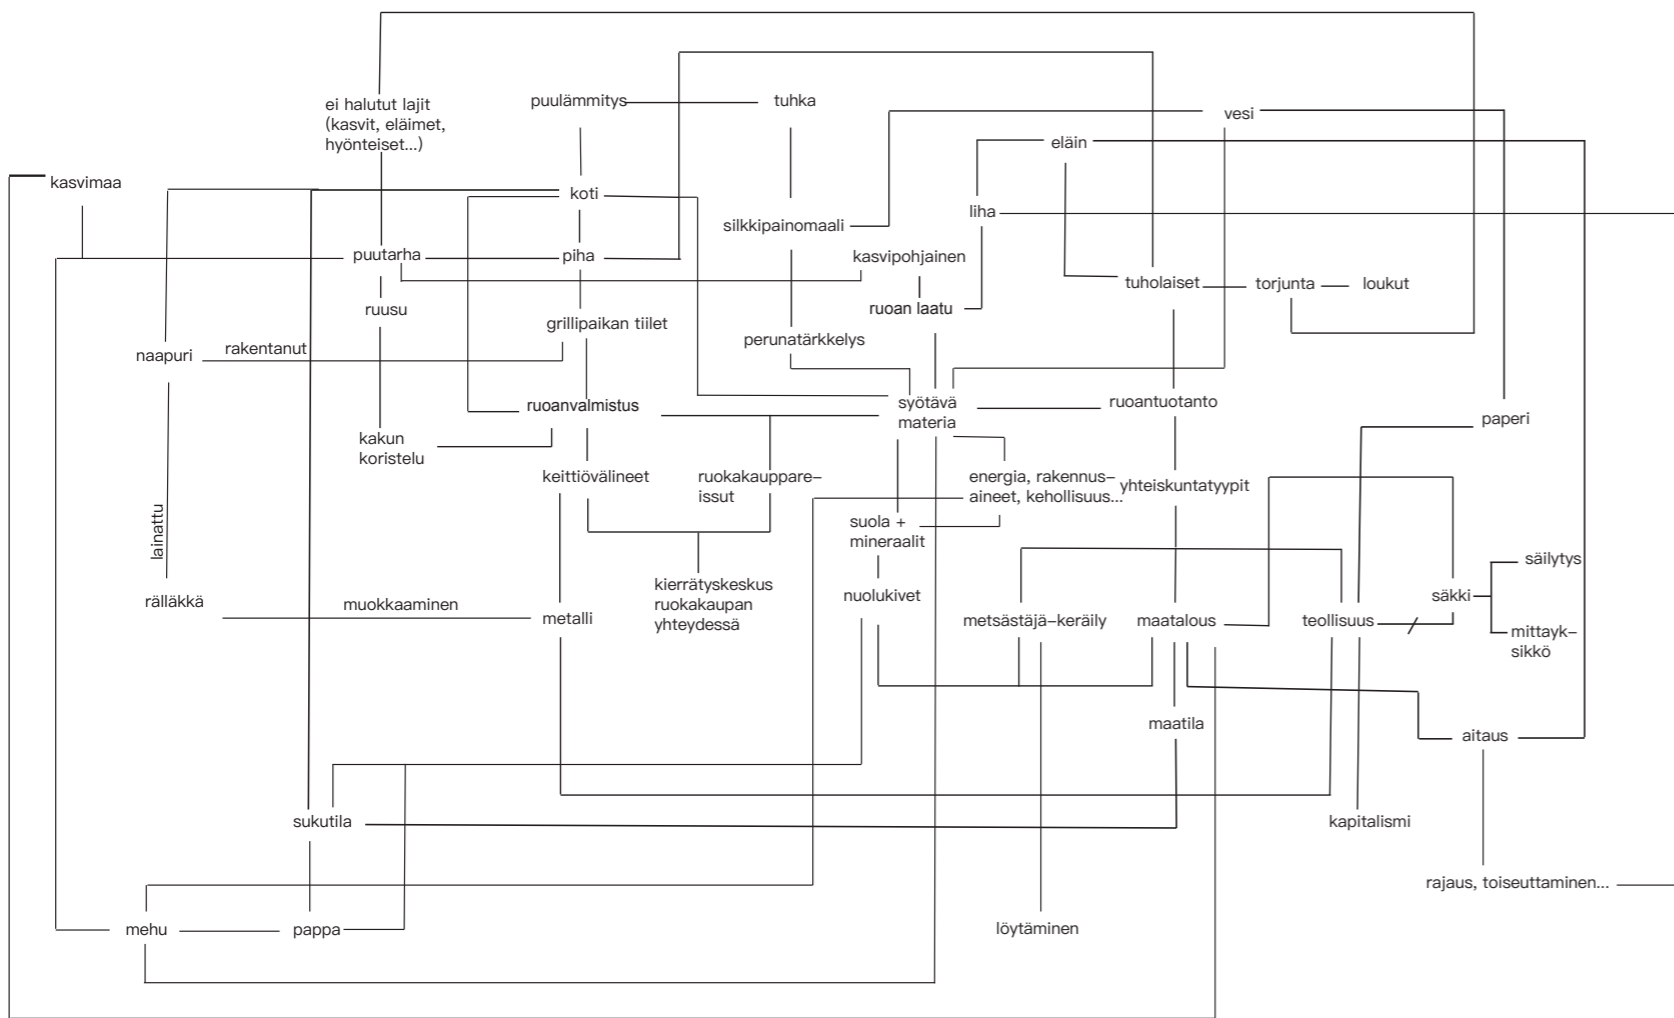 ei halutut lajit
(kasvit, eläimet,
hyönteiset...)
puulämmitys
tuhka
vesi
eläin
kasvimaa
koti
silkkipainomaali
liha
puutarha
piha
kasvipohjainen
tuholaiset
torjunta
loukut
ruusu
ruoan laatu
grillipaikan tiilet
naapuri
rakentanut
perunatärkkelys
ruoanvalmistus
syötävä
materia
ruoantuotanto
paperi
kakun
koristelu
keittiövälineet
ruokakauppare-
issut
energia, rakennus-
aineet, kehollisuus...
yhteiskuntatyypit
lainattu
suola +
mineraalit
säilytys
rälläkkä
muokkaaminen
metalli
kierrätyskeskus
ruokakaupan
yhteydessä
nuolukivet
metsästäjä-keräily
maatalous
teollisuus
säkki
mittayk-
sikkö
maatila
aitaus
sukutila
kapitalismi
rajaus, toiseuttaminen...
mehu
pappa
löytäminen